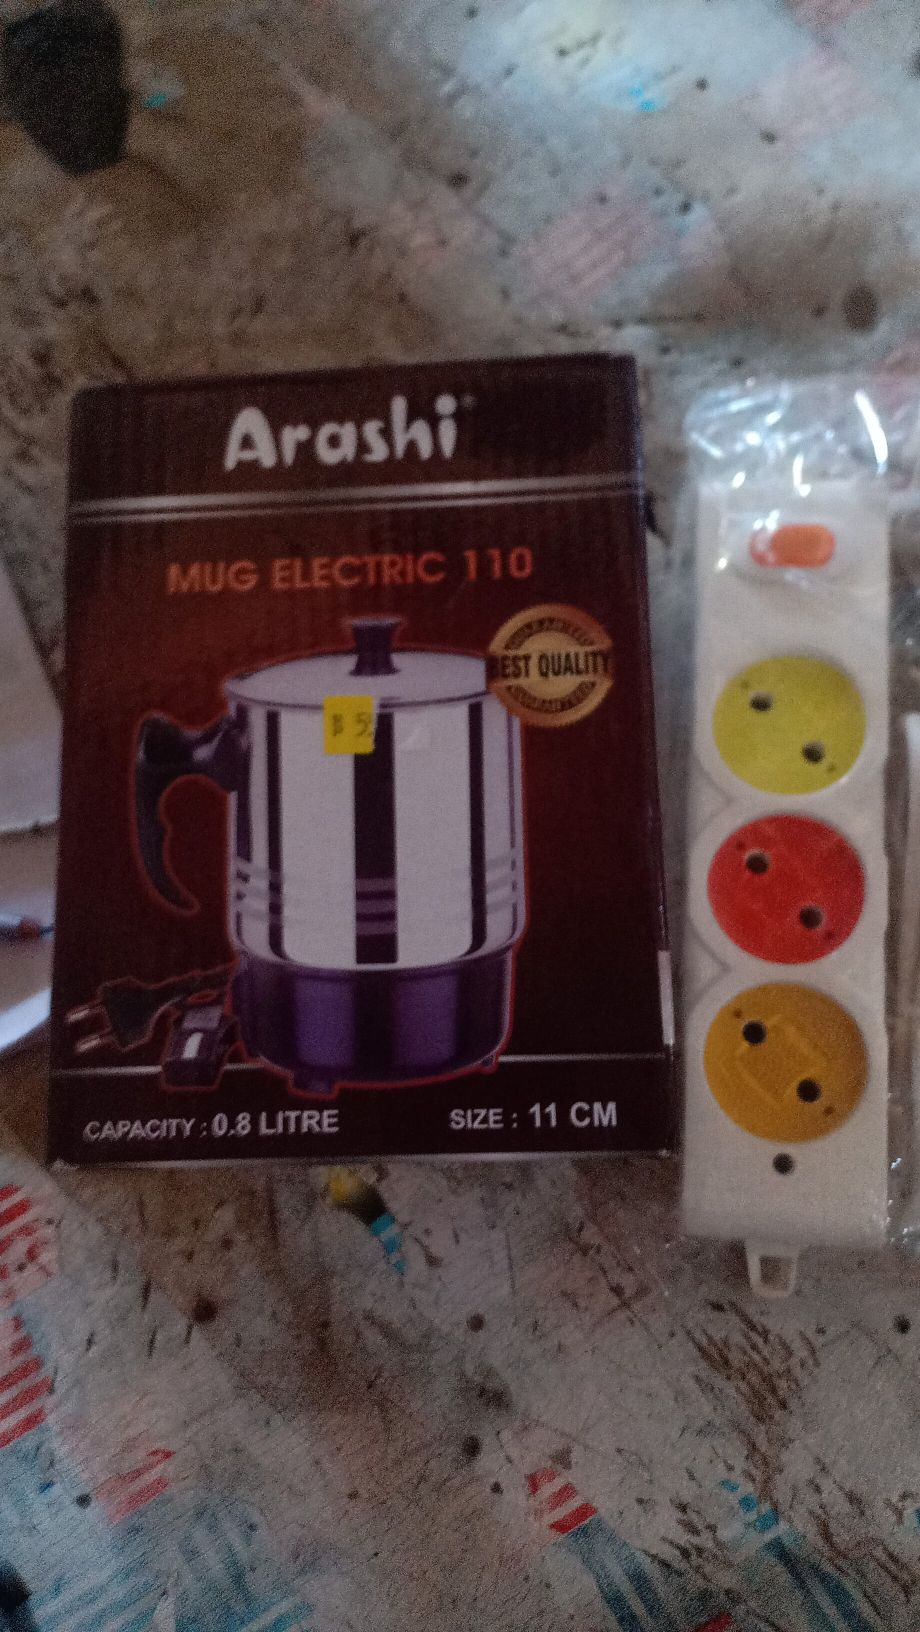 Arashi
MUG ELECTRIC 110
BEST QUALITY
CAPACITY : 0.8 LITRE
SIZE : 11 CM